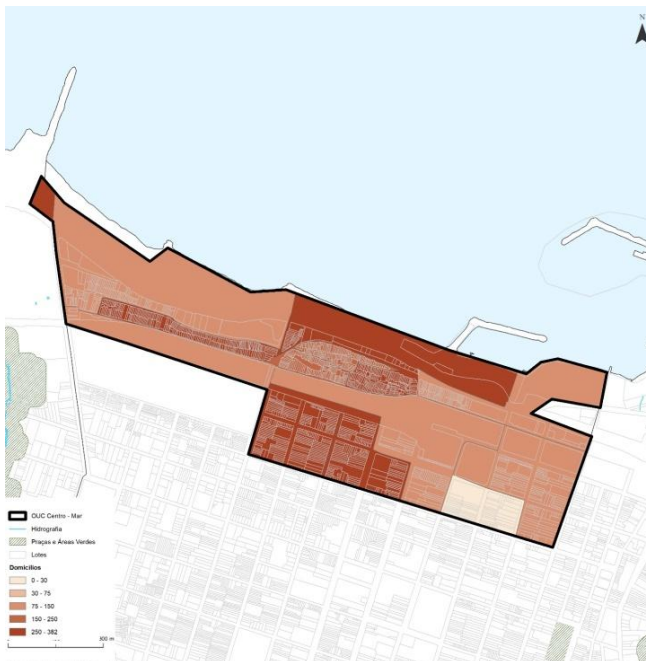 N
OUC Centro - Mar
Hidrografia
Praças e Áreas Verdes
Lotes
Domicílios
0 - 30
30 - 75
75 - 150
150 - 250
250 - 382